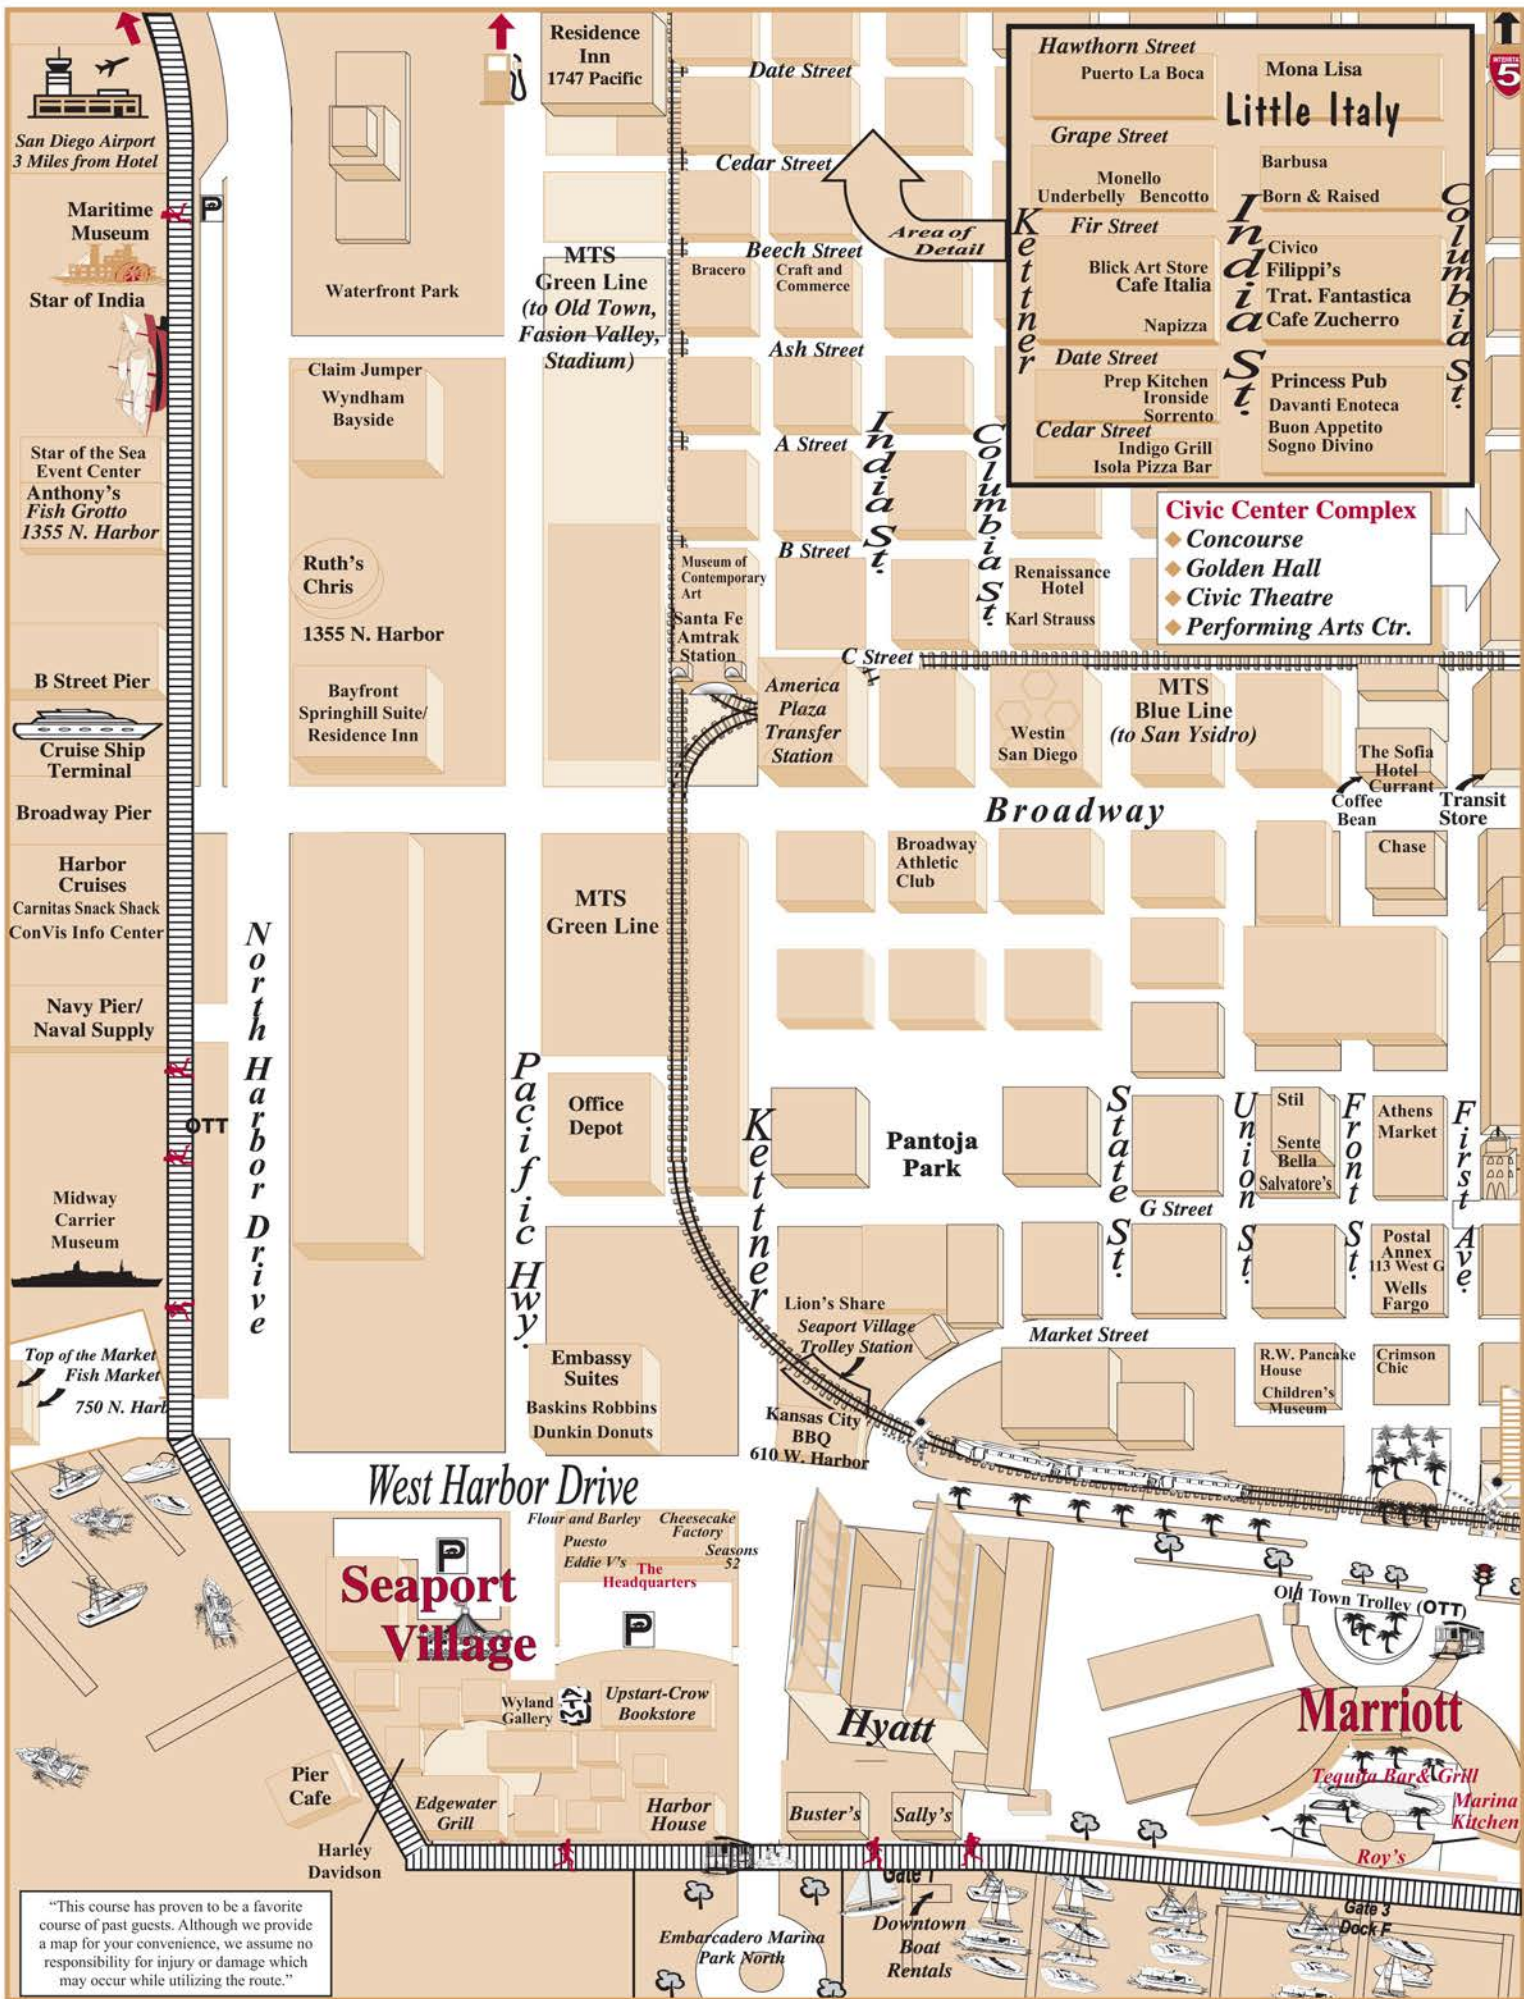 San Diego Airport
3 Miles from Hotel
Residence
Inn
1747 Pacific
Date Street
Cedar Street
Beech Street
Area of
Detail
Hawthorn Street
Puerto La Boca
Mona Lisa
Little Italy
Grape Street
Monello
Underbelly Bencotto
Barbusa
Born & Raised
Kettner
Fir Street
India St.
Columbia St.
Blick Art Store
Cafe Italia
Napizza
Civico
Filippi's
Trat. Fantastica
Cafe Zucherro
Date Street
Prep Kitchen
Ironside
Sorrento
Princess Pub
Davanti Enoteca
Buon Appetito
Sogno Divino
Cedar Street
Indigo Grill
Isola Pizza Bar
INTERSTATE
5
P
Maritime
Museum
Star of India
Waterfront Park
MTS
Green Line
(to Old Town,
Fasion Valley,
Stadium)
Bracero
Craft and
Commerce
Ash Street
A Street
B Street
India St.
Columbia St.
Claim Jumper
Wyndham
Bayside
Star of the Sea
Event Center
Anthony's
Fish Grotto
1355 N. Harbor
Ruth's
Chris
1355 N. Harbor
Museum of
Contemporary
Art
Santa Fe
Amtrak
Station
Renaissance
Hotel
Karl Strauss
Civic Center Complex
Concourse
Golden Hall
Civic Theatre
Performing Arts Ctr.
C Street
B Street Pier
Cruise Ship
Terminal
Bayfront
Springhill Suite/
Residence Inn
America
Plaza
Transfer
Station
Westin
San Diego
MTS
Blue Line
(to San Ysidro)
The Sofia
Hotel
Currant
Coffee
Bean
Transit
Store
Broadway
Broadway Pier
Harbor
Cruises
Carnitas Snack Shack
ConVis Info Center
MTS
Green Line
Broadway
Athletic
Club
Chase
Navy Pier/
Naval Supply
North Harbor Drive
Pacific Hwy.
Kettner
Office
Depot
OTT
Pantoja
Park
State St.
Union St.
Front St.
First Ave.
Stil
Sente
Bella
Salvatore's
Athens
Market
G Street
Midway
Carrier
Museum
Postal
Annex
113 West G
Wells
Fargo
Lion's Share
Seaport Village
Trolley Station
Market Street
R.W. Pancake
House
Children's
Museum
Crimson
Chic
Top of the Market
Fish Market
750 N. Harb
Embassy
Suites
Baskins Robbins
Dunkin Donuts
Kansas City
BBQ
610 W. Harbor
West Harbor Drive
Flour and Barley
Puesto
Eddie V's
Cheesecake
Factory
Seasons
52
The
Headquarters
P
P
Seaport
Village
Old Town Trolley (OTT)
Wyland
Gallery
ATM
Upstart-Crow
Bookstore
Hyatt
Marriott
Tequila Bar & Grill
Marina
Kitchen
Roy's
Pier
Cafe
Edgewater
Grill
Harbor
House
Buster's
Sally's
Harley
Davidson
Gate 1
Downtown
Boat
Rentals
Gate 3
Dock F
Embarcadero Marina
Park North
“This course has proven to be a favorite
course of past guests. Although we provide
a map for your convenience, we assume no
responsibility for injury or damage which
may occur while utilizing the route.”